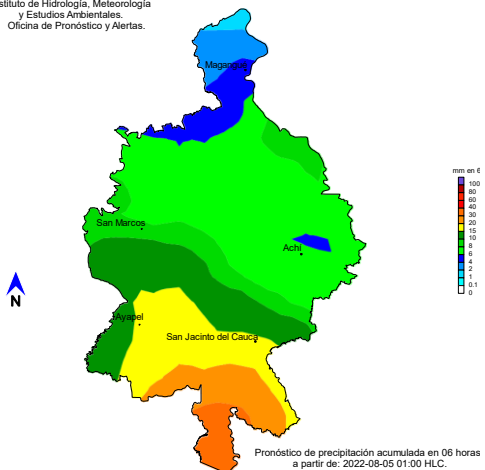 stituto de Hidrología, Meteorología
y Estudios Ambientales.
Oficina de Pronóstico y Alertas.
Magangué
San Marcos
Achí
Ayapel
San Jacinto del Cauca
N
mm en 6
100
80
60
40
30
20
15
10
8
6
4
2
1
0.1
0
Pronóstico de precipitación acumulada en 06 horas
a partir de: 2022-08-05 01:00 HLC.